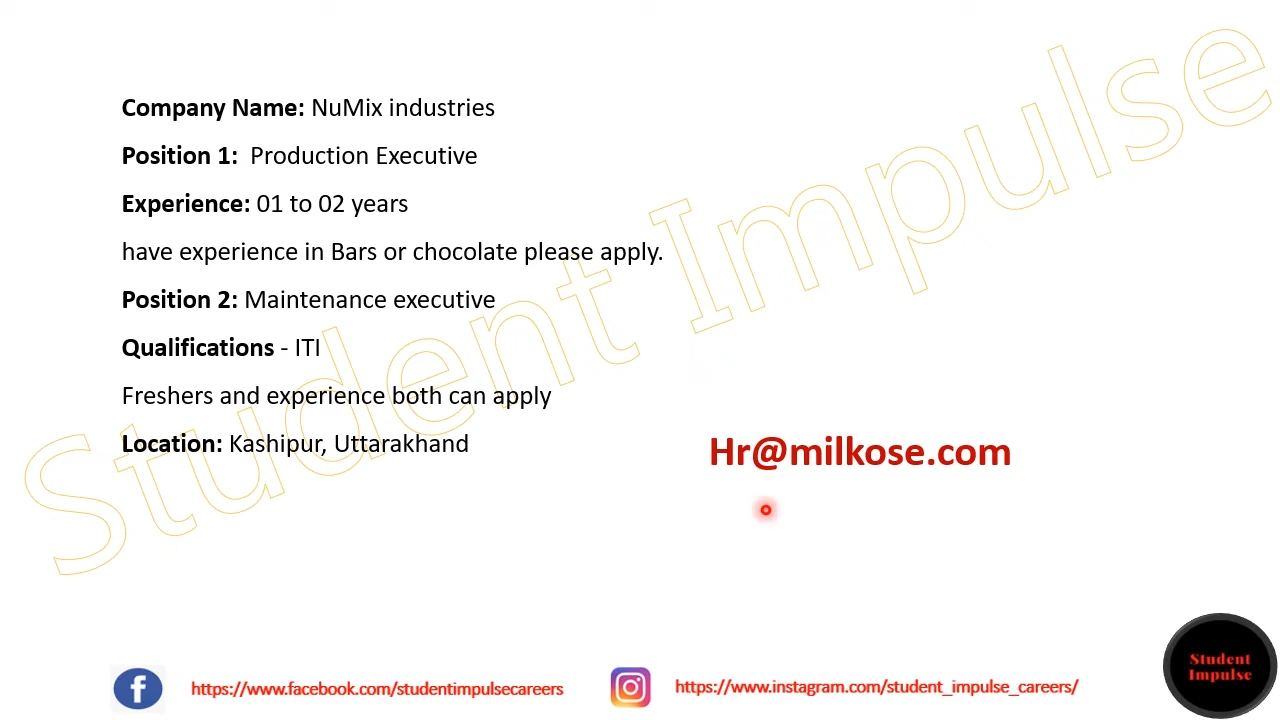 Company Name: NuMix industries
Position 1:  Production Executive
Experience: 01 to 02 years
have experience in Bars or chocolate please apply.
Position 2: Maintenance executive
Qualifications - ITI
Freshers and experience both can apply
Location: Kashipur, Uttarakhand
Hr@milkose.com
Student Impulse
https://www.facebook.com/studentimpulsecareers
https://www.instagram.com/student_impulse_careers/
Student
Impulse